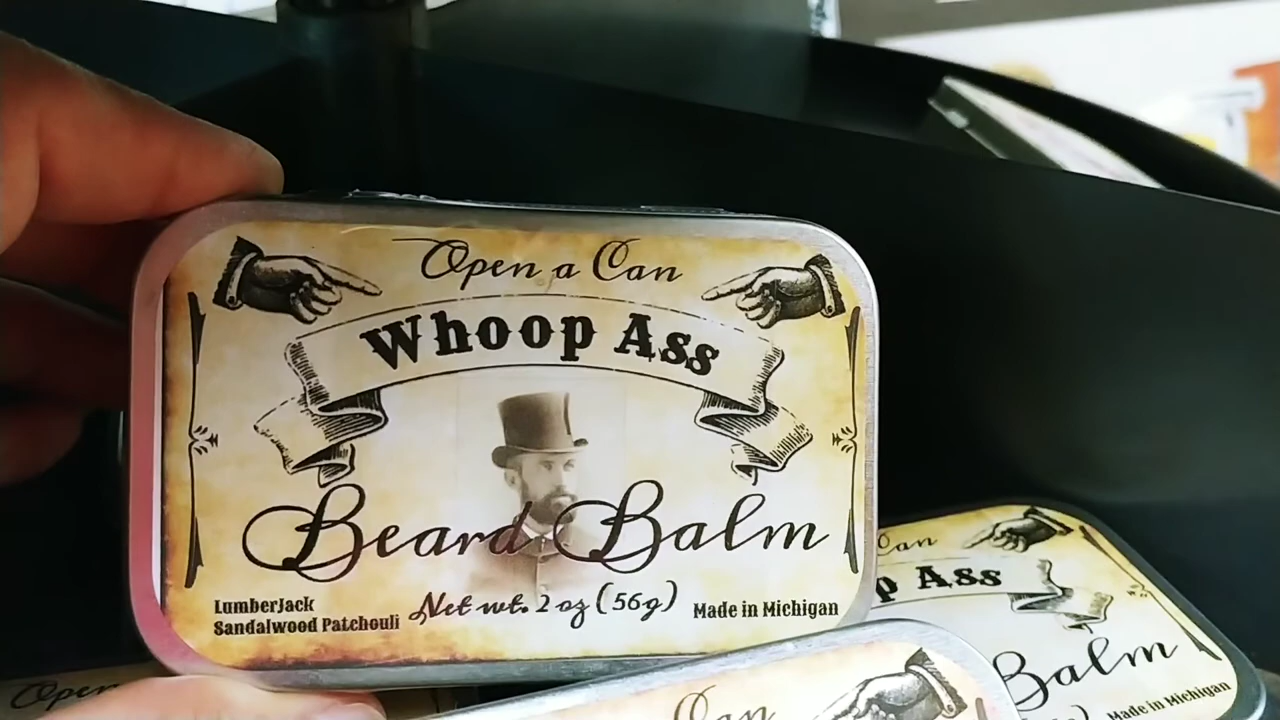 Open a Can
Whoop Ass
Beard Balm
LumberJack
Sandalwood Patchouli
Net wt. 2 oz (56g)
Made in Michigan
Can
p Ass
Balm
Made in Michigan
Open
Can